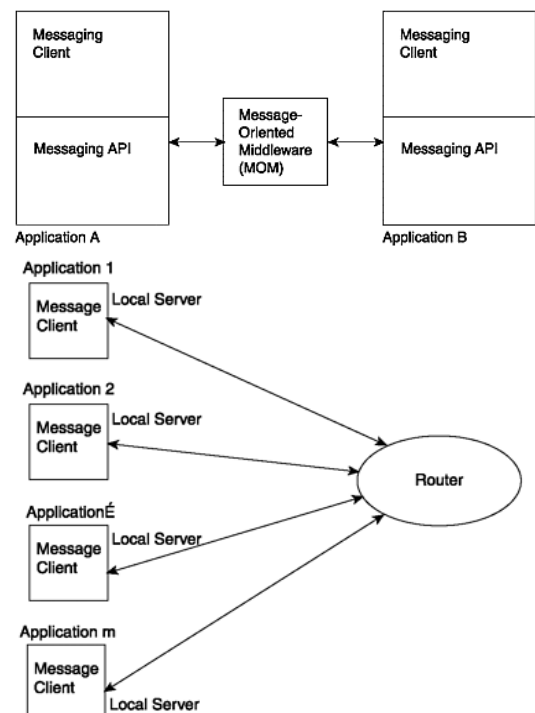 Messaging
Client
Messaging
Client
Message-
Oriented
Middleware
(MOM)
Messaging API
Messaging API
Application A
Application B
Application 1
Local Server
Message
Client
Application 2
Local Server
Message
Client
Router
ApplicationÉ
Local Server
Message
Client
Application m
Message
Client
Local Server